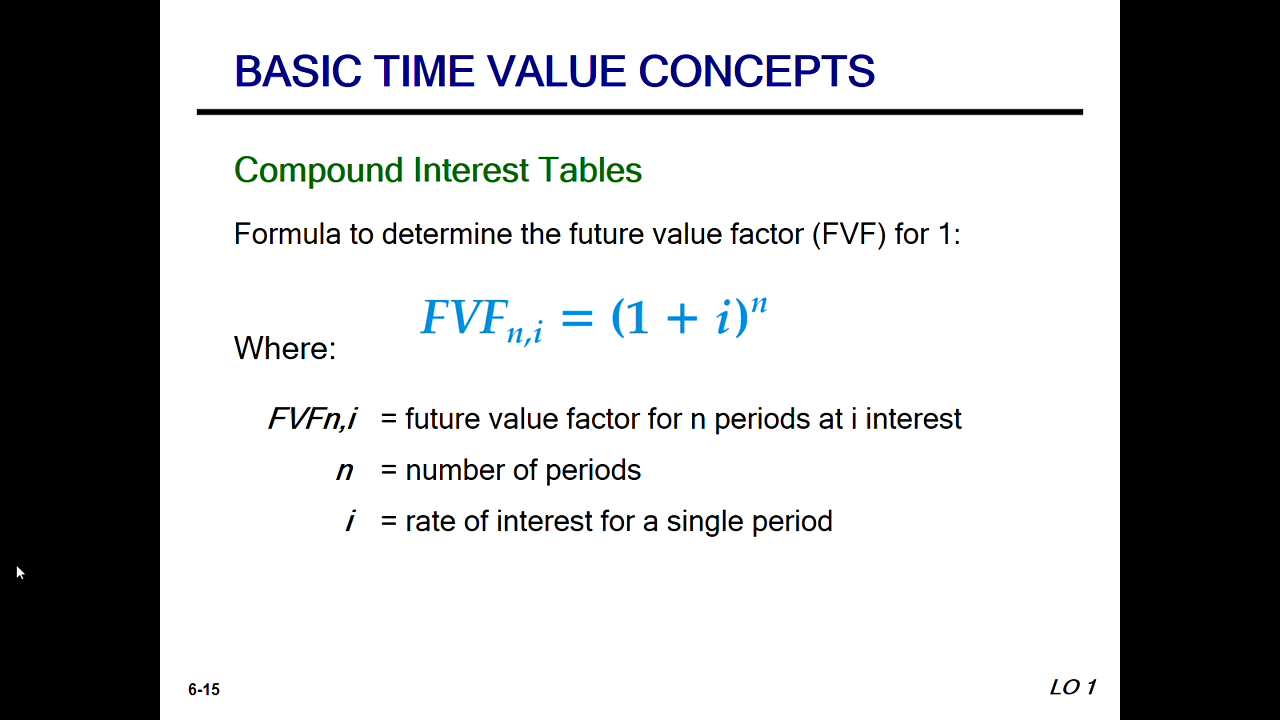 BASIC TIME VALUE CONCEPTS
Compound Interest Tables
Formula to determine the future value factor (FVF) for 1:
FVFn,i = (1 + i)^n
Where:
FVFn,i = future value factor for n periods at i interest
n = number of periods
i = rate of interest for a single period
6-15
LO 1